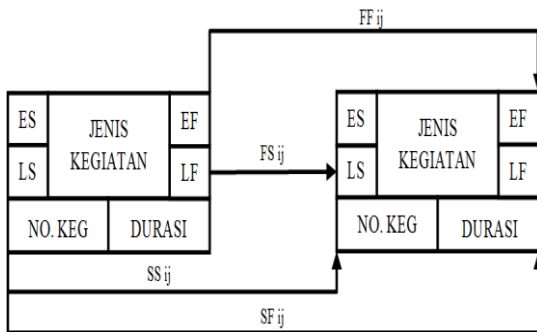 FF ij
ES
JENIS
KEGIATAN
EF
LS
LF
NO. KEG
DURASI
FS ij
ES
JENIS
KEGIATAN
EF
LS
LF
NO. KEG
DURASI
SS ij
SF ij